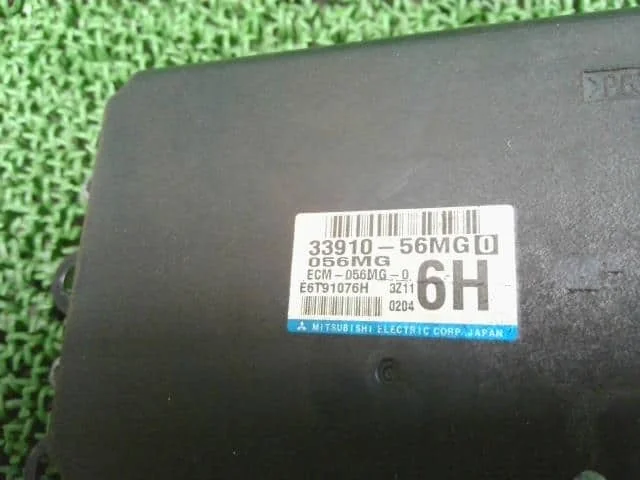 33910-56MG0
056MG
ECM-056MG-0
E6T91076H 3Z11
0204
6H
MITSUBISHI ELECTRIC CORP. JAPAN